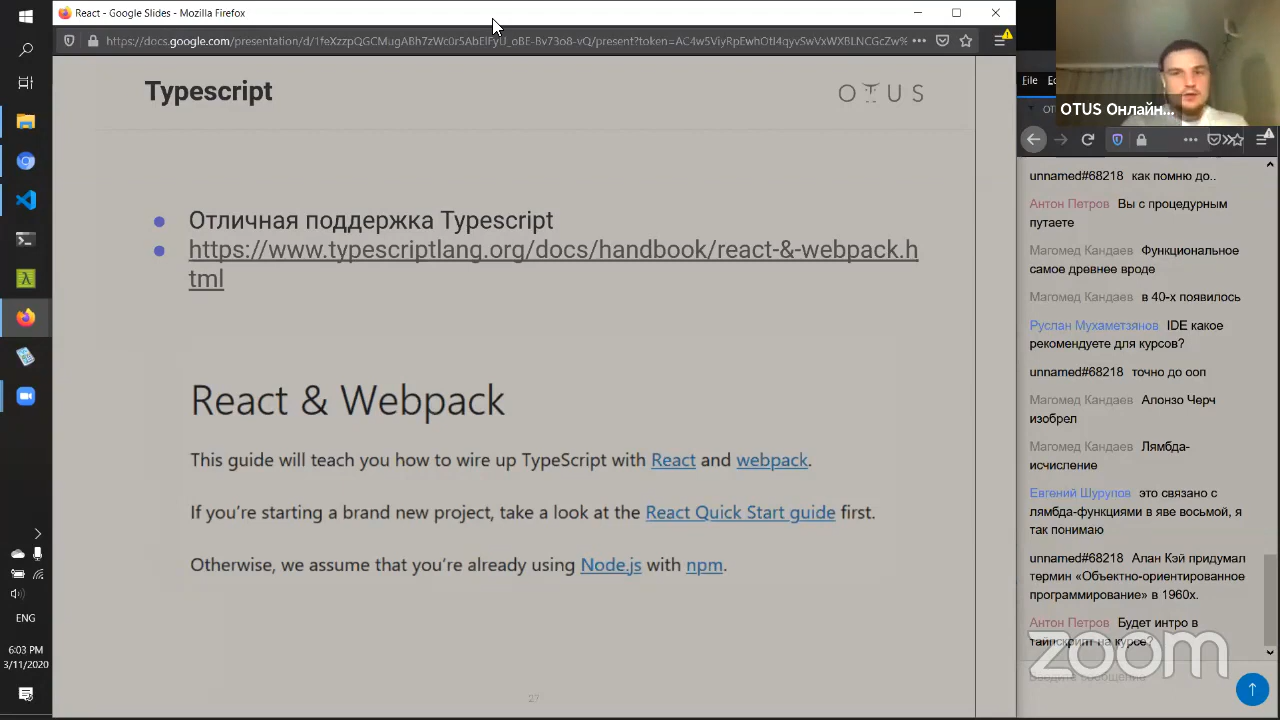 React - Google Slides - Mozilla Firefox
Typescript
OTUS
Отличная поддержка Typescript
https://www.typescriptlang.org/docs/handbook/react-&-webpack.h
tml
React & Webpack
This guide will teach you how to wire up TypeScript with React and webpack.
If you're starting a brand new project, take a look at the React Quick Start guide first.
Otherwise, we assume that you're already using Node.js with npm.
27
ENG
6:03 PM
3/11/2020
File
OTUS Онлайн...
unnamed#68218 как помню до..
Антон Петров Вы с процедурным
путаете
Магомед Кандаев Функциональное
самое древнее вроде
Магомед Кандаев в 40-х появилось
Руслан Мухаметзянов IDE какое
рекомендуете для курсов?
unnamed#68218 точно до ооп
Магомед Кандаев Алонзо Черч
изобрел
Магомед Кандаев Лямбда-
исчисление
Евгений Шурупов это связано с
лямбда-функциями в яве восьмой, я
так понимаю
unnamed#68218 Алан Кэй придумал
термин «Объектно-ориентированное
программирование» в 1960х.
Антон Петров Будет интро в
тайпскрипт на курсе?
zoom
Введите сообщение